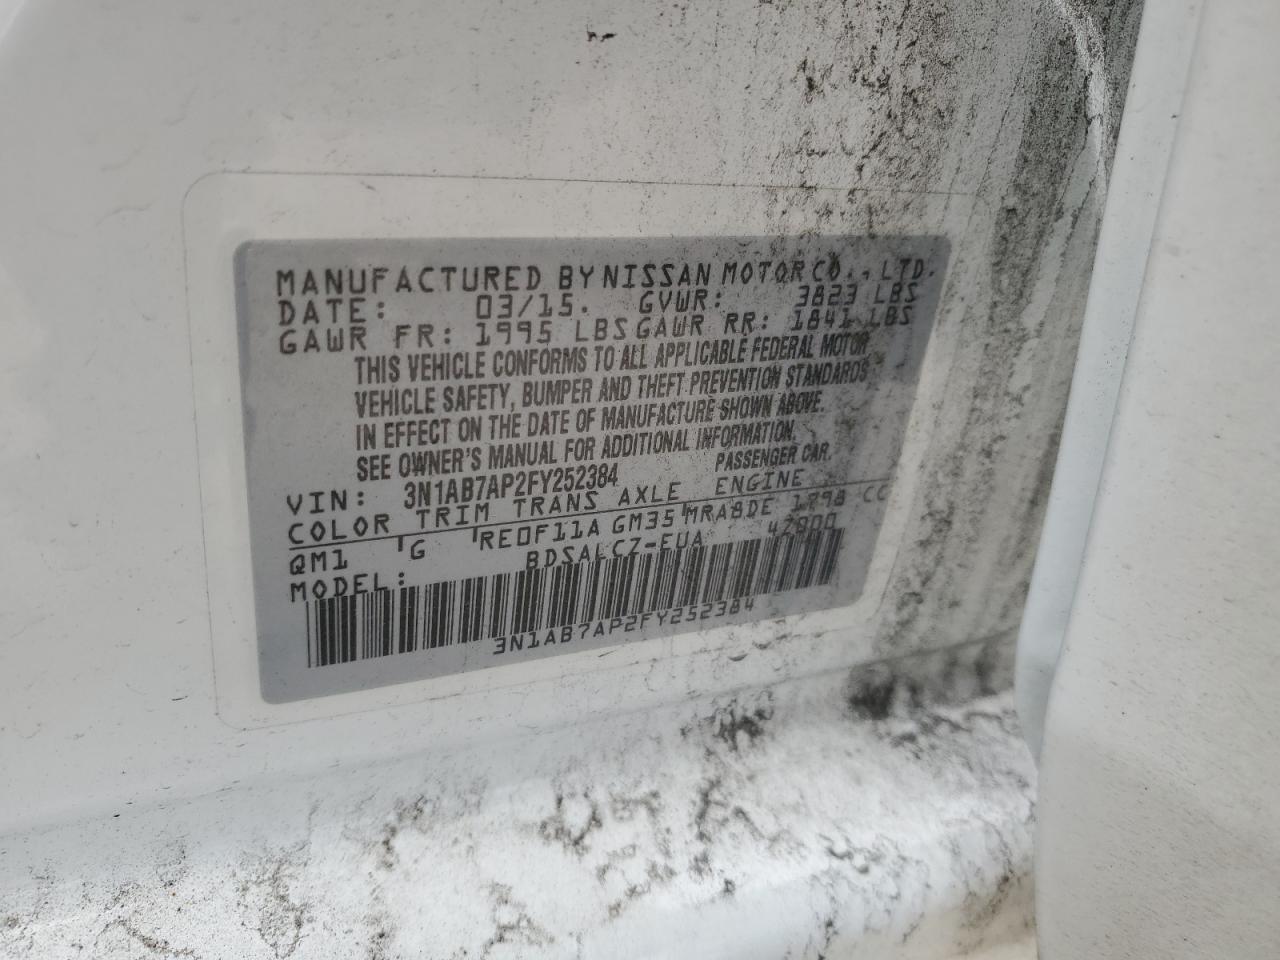 MANUFACTURED BY NISSAN MOTOR CO., LTD.
DATE: 03/15. GVWR: 3823 LBS
GAWR FR: 1995 LBS GAWR RR: 1841 LBS
THIS VEHICLE CONFORMS TO ALL APPLICABLE FEDERAL MOTOR
VEHICLE SAFETY, BUMPER AND THEFT PREVENTION STANDARDS
IN EFFECT ON THE DATE OF MANUFACTURE SHOWN ABOVE.
SEE OWNER'S MANUAL FOR ADDITIONAL INFORMATION.
VIN: 3N1AB7AP2FY252384 PASSENGER CAR.
COLOR TRIM TRANS AXLE ENGINE
QM1 G RE0F11A GM35 MRA8DE 1798 CC
MODEL: BDSALCZ-EUA 47800
3N1AB7AP2FY252384